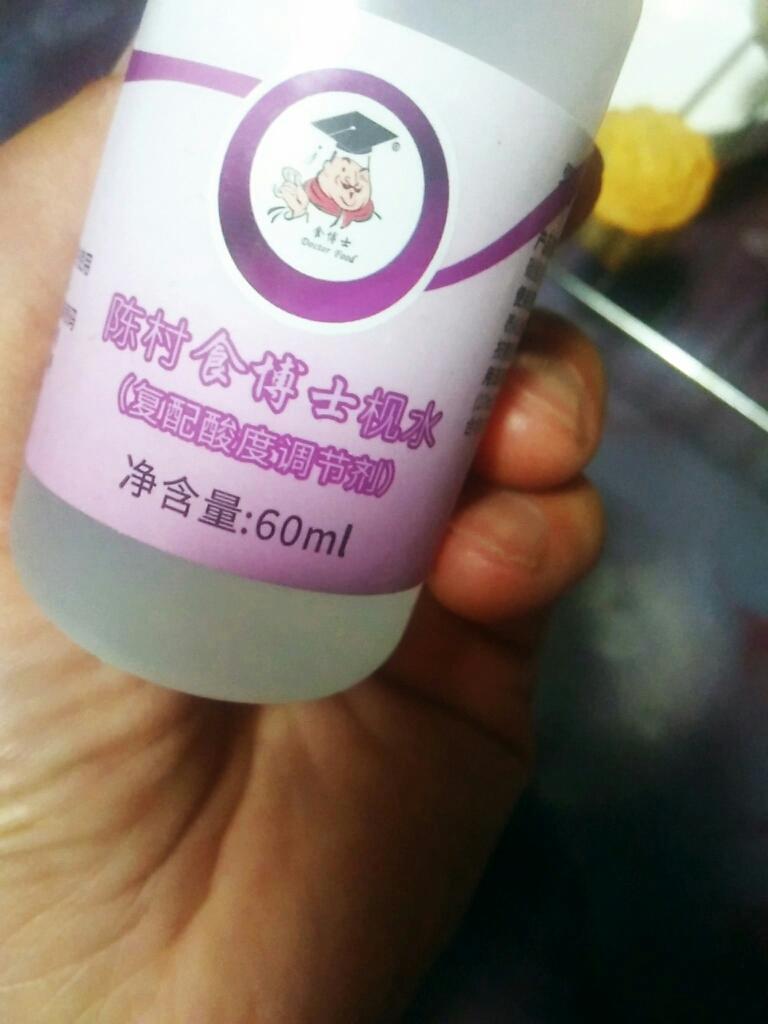 食博士
Doctor Food
®
陈村食博士枧水
(复配酸度调节剂)
净含量:60ml